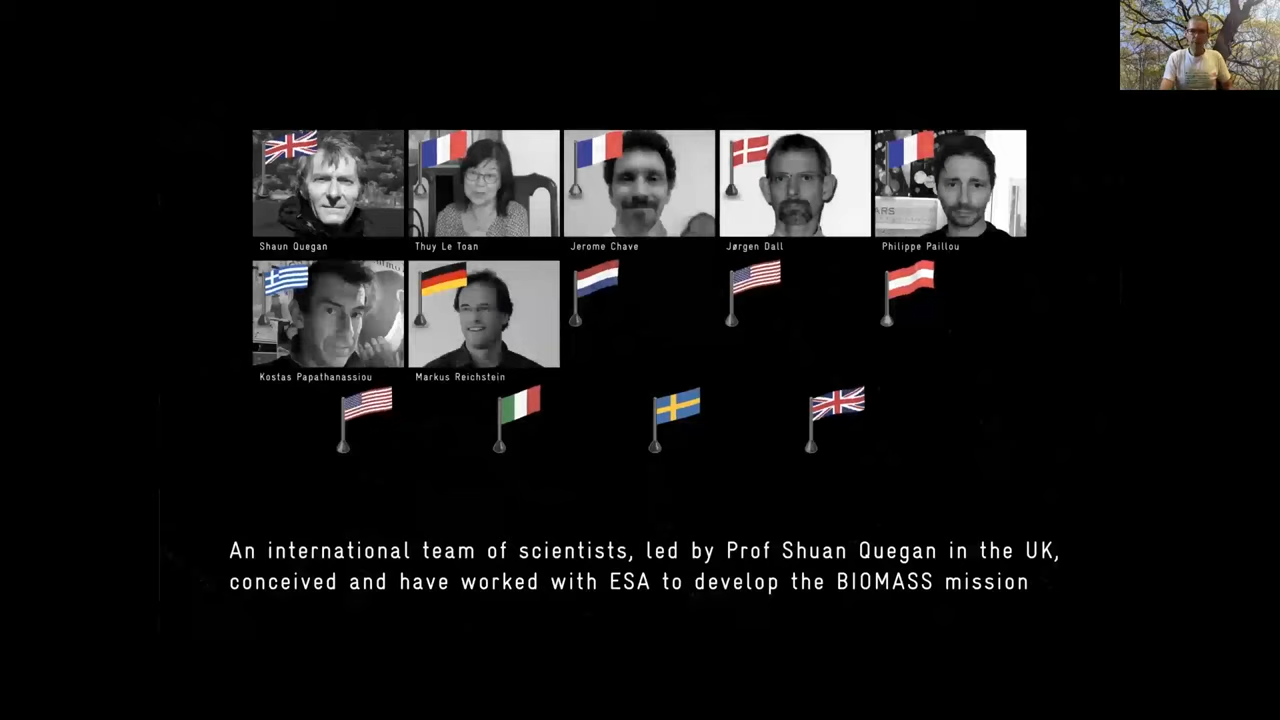 Shaun Quegan
Thuy Le Toan
Jerome Chave
Jørgen Dall
Philippe Paillou
Kostas Papathanassiou
Markus Reichstein
An international team of scientists, led by Prof Shuan Quegan in the UK,
conceived and have worked with ESA to develop the BIOMASS mission